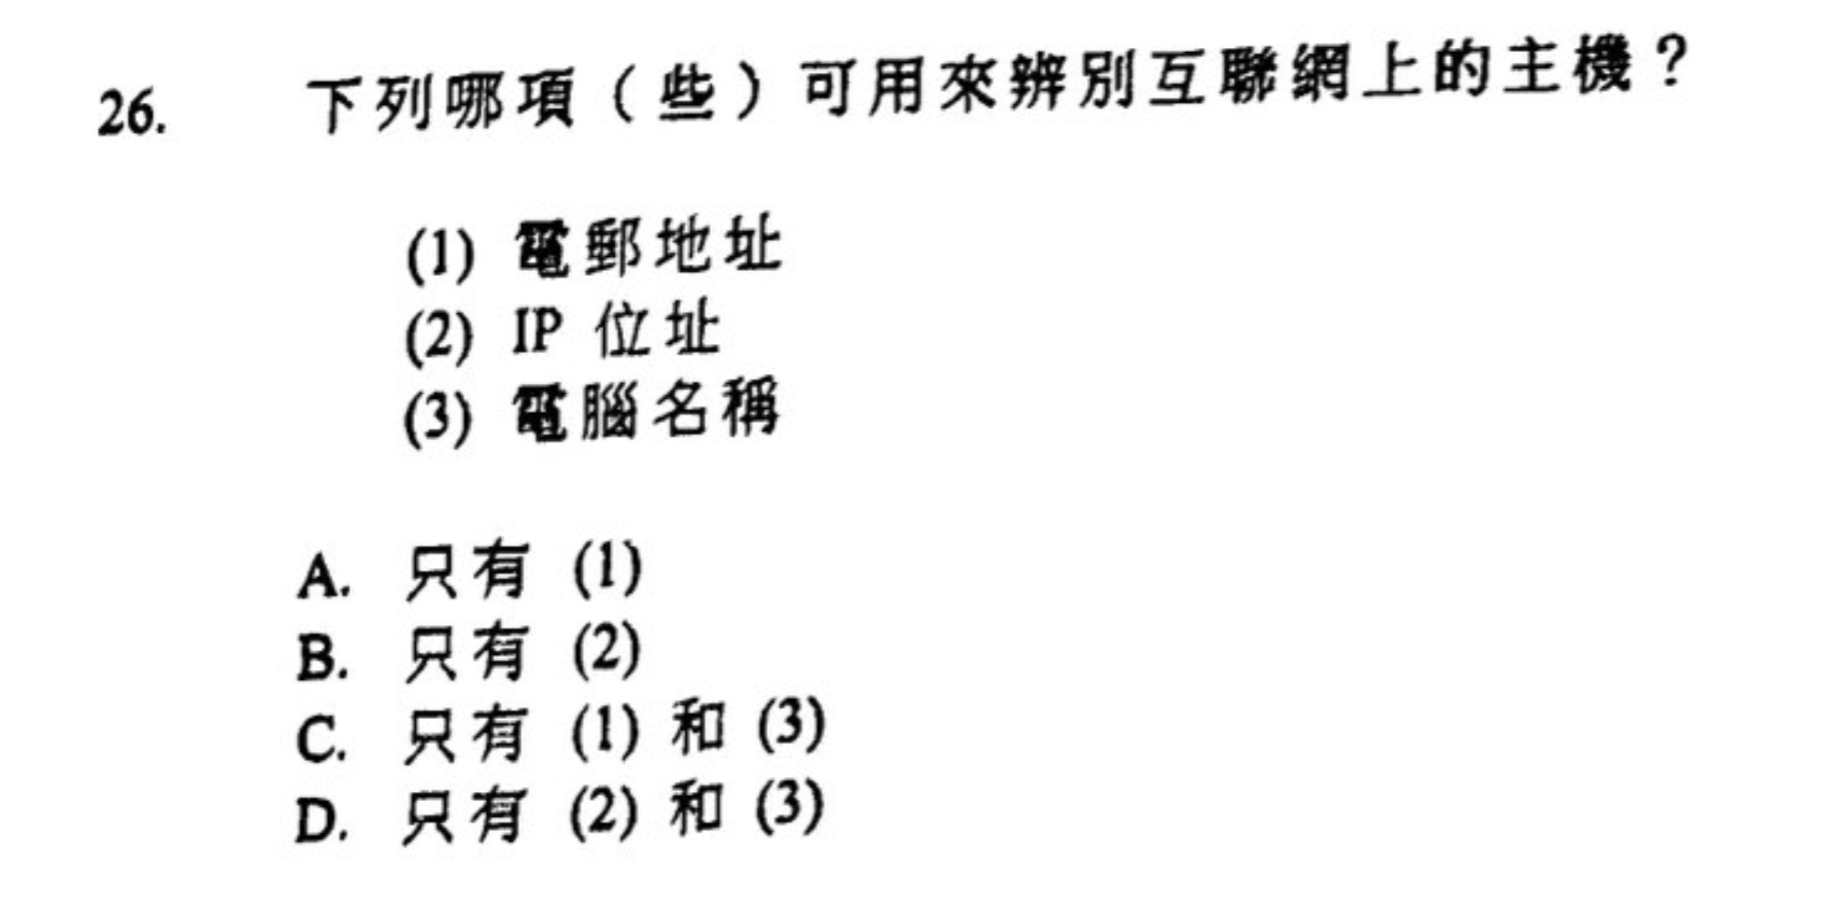 26. 下列哪項（些）可用來辨別互聯網上的主機？
(1) 電郵地址
(2) IP 位址
(3) 電腦名稱
A. 只有 (1)
B. 只有 (2)
C. 只有 (1) 和 (3)
D. 只有 (2) 和 (3)